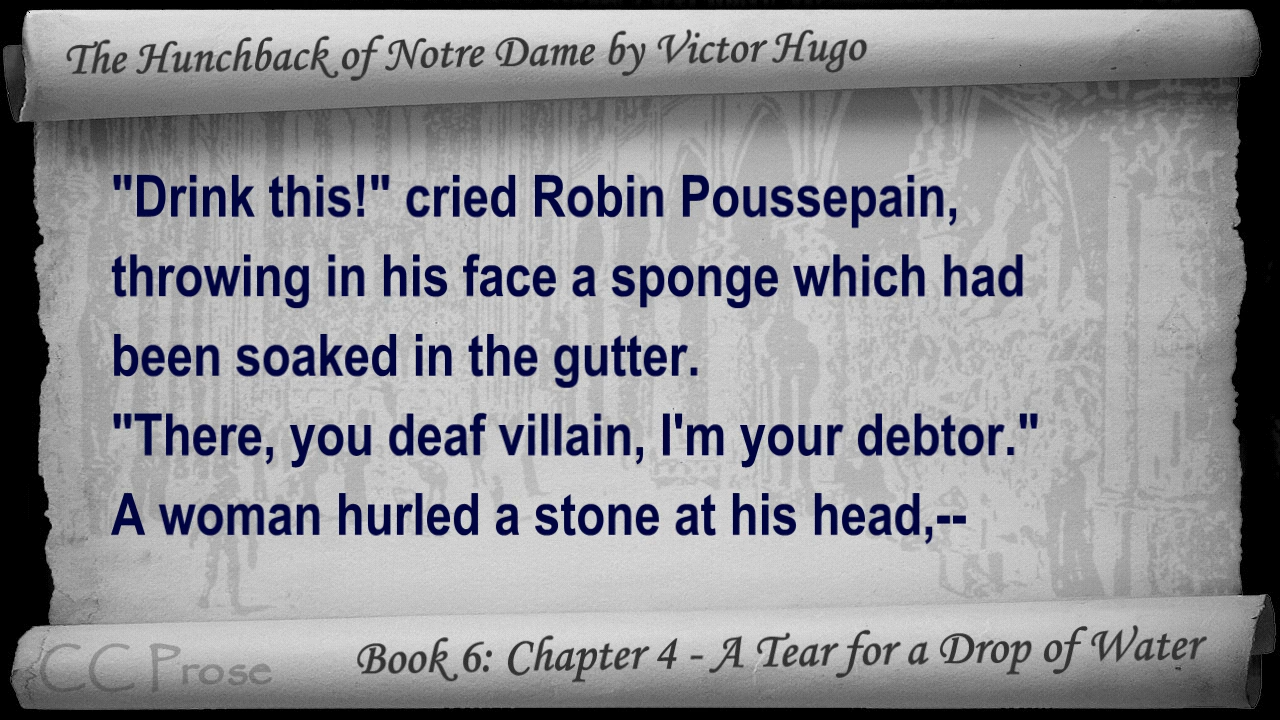 The Hunchback of Notre Dame by Victor Hugo
"Drink this!" cried Robin Poussepain,
throwing in his face a sponge which had
been soaked in the gutter.
"There, you deaf villain, I'm your debtor."
A woman hurled a stone at his head,--
CC Prose
Book 6: Chapter 4 - A Tear for a Drop of Water